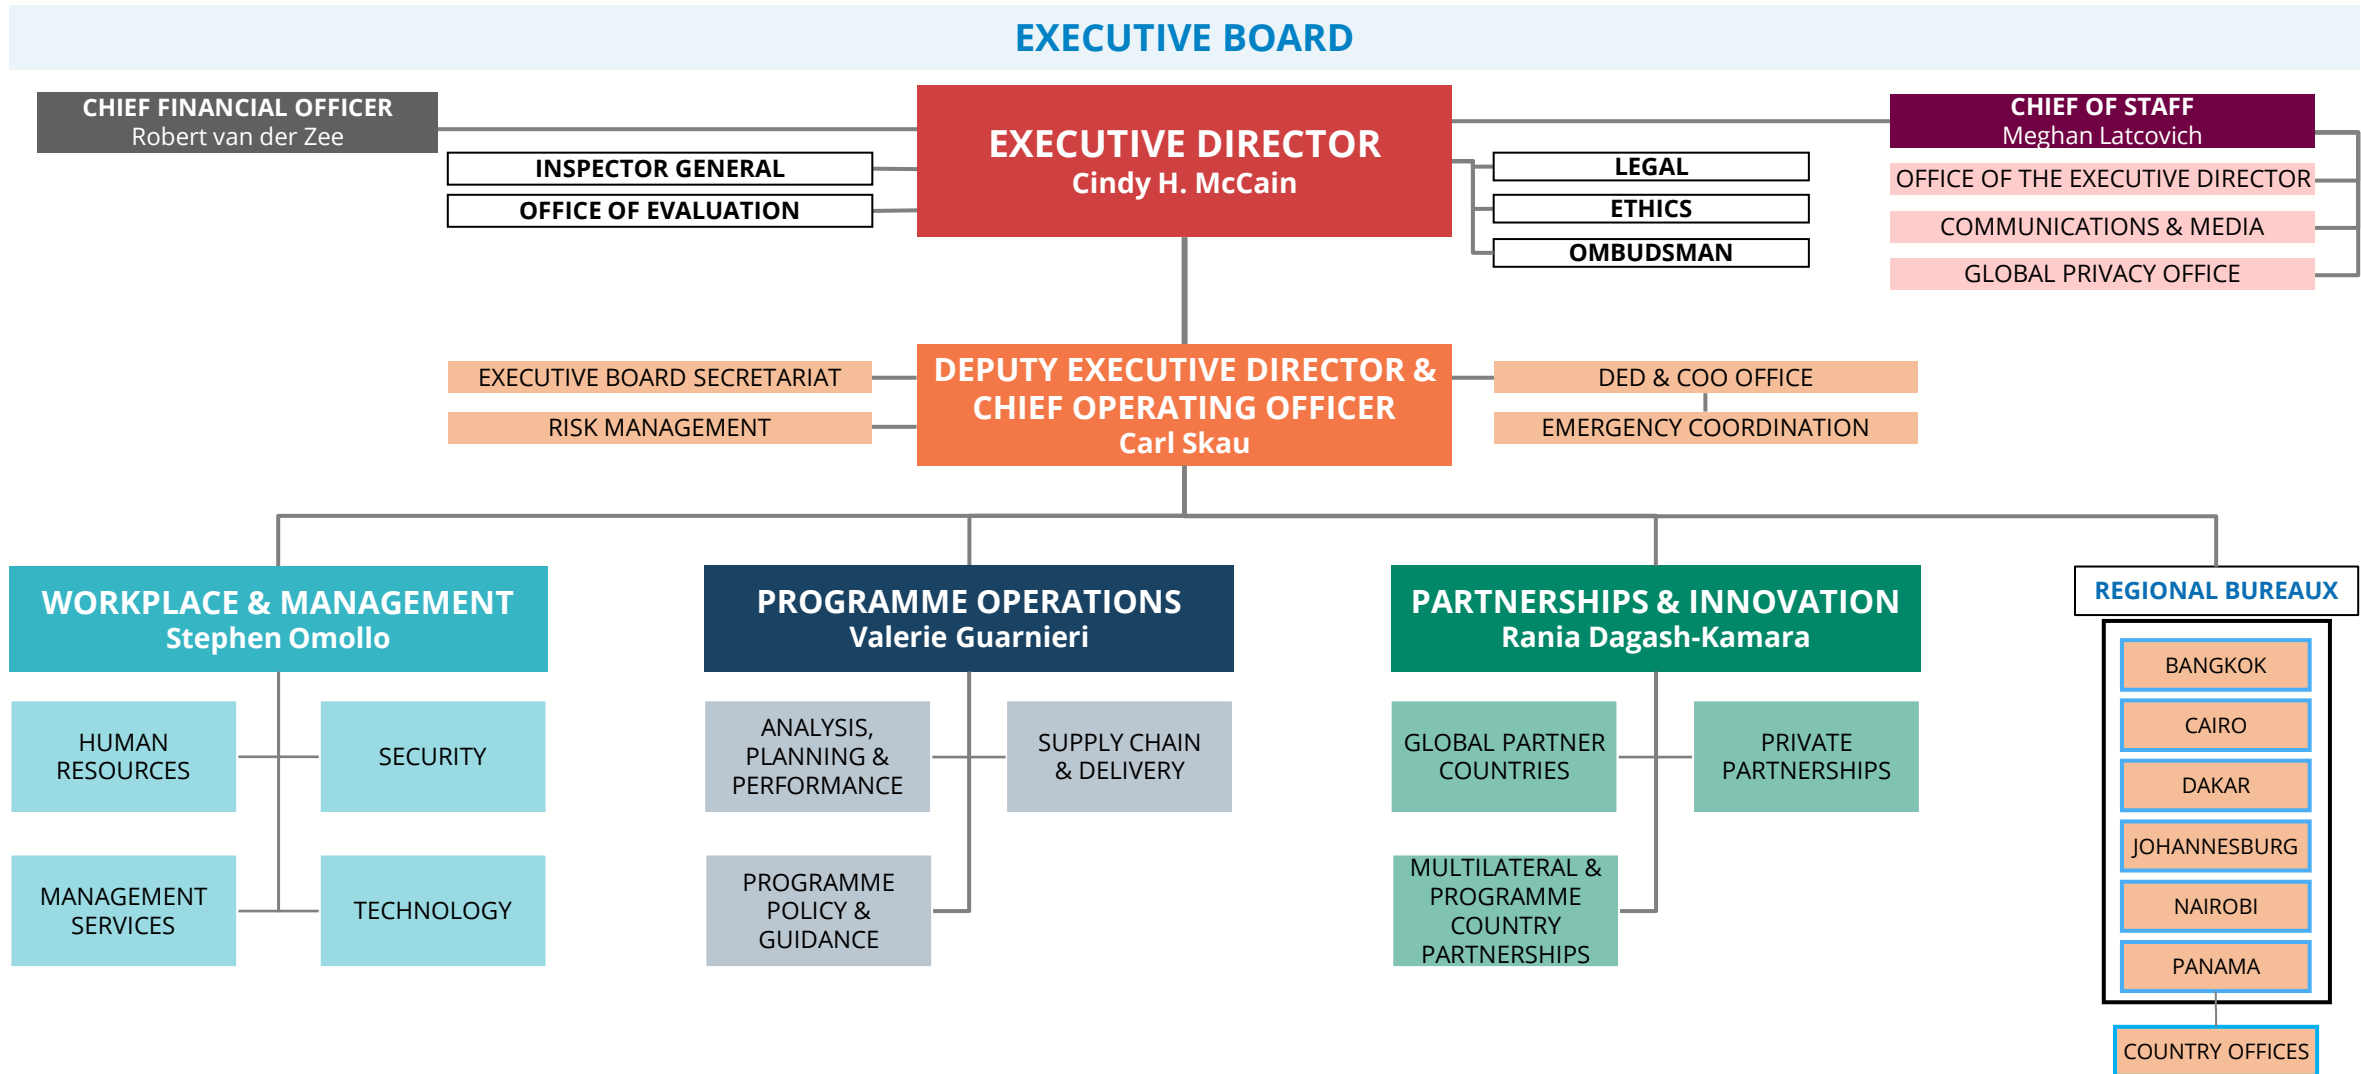 EXECUTIVE BOARD
CHIEF FINANCIAL OFFICER
Robert van der Zee
INSPECTOR GENERAL
OFFICE OF EVALUATION
EXECUTIVE DIRECTOR
Cindy H. McCain
LEGAL
ETHICS
OMBUDSMAN
CHIEF OF STAFF
Meghan Latcovich
OFFICE OF THE EXECUTIVE DIRECTOR
COMMUNICATIONS & MEDIA
GLOBAL PRIVACY OFFICE
EXECUTIVE BOARD SECRETARIAT
RISK MANAGEMENT
DEPUTY EXECUTIVE DIRECTOR &
CHIEF OPERATING OFFICER
Carl Skau
DED & COO OFFICE
EMERGENCY COORDINATION
WORKPLACE & MANAGEMENT
Stephen Omollo
HUMAN
RESOURCES
SECURITY
MANAGEMENT
SERVICES
TECHNOLOGY
PROGRAMME OPERATIONS
Valerie Guarnieri
ANALYSIS,
PLANNING &
PERFORMANCE
SUPPLY CHAIN
& DELIVERY
PROGRAMME
POLICY &
GUIDANCE
PARTNERSHIPS & INNOVATION
Rania Dagash-Kamara
GLOBAL PARTNER
COUNTRIES
PRIVATE
PARTNERSHIPS
MULTILATERAL &
PROGRAMME
COUNTRY
PARTNERSHIPS
REGIONAL BUREAUX
BANGKOK
CAIRO
DAKAR
JOHANNESBURG
NAIROBI
PANAMA
COUNTRY OFFICES